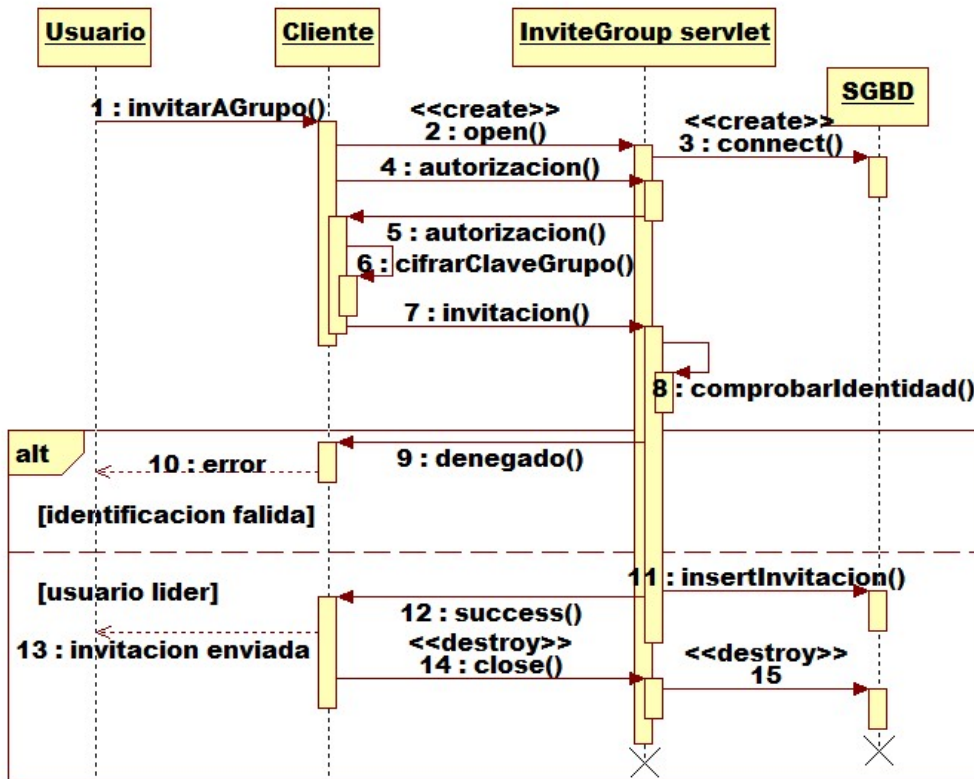 Usuario
Cliente
InviteGroup servlet
SGBD
1 : invitarAGrupo()
<<create>>
2 : open()
<<create>>
3 : connect()
4 : autorizacion()
5 : autorizacion()
6 : cifrarClaveGrupo()
7 : invitacion()
8 : comprobarIdentidad()
alt
9 : denegado()
10 : error
[identificacion falida]
[usuario lider]
11 : insertInvitacion()
12 : success()
13 : invitacion enviada
<<destroy>>
14 : close()
<<destroy>>
15